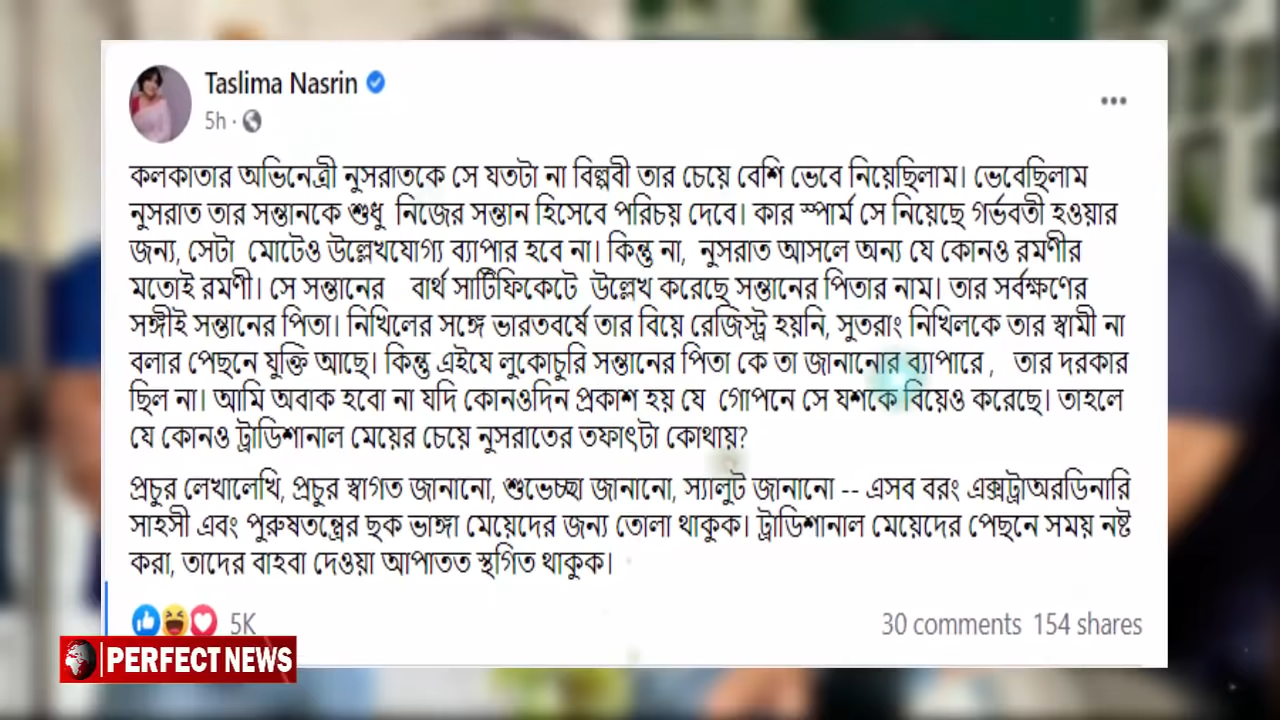 Taslima Nasrin
5h ·
কলকাতার অভিনেত্রী নুসরাতকে সে যতটা না বিল্পবী তার চেয়ে বেশি ভেবে নিয়েছিলাম। ভেবেছিলাম
নুসরাত তার সন্তানকে শুধু নিজের সন্তান হিসেবে পরিচয় দেবে। কার স্পার্ম সে নিয়েছে গর্ভবতী হওয়ার
জন্য, সেটা মোটেও উল্লেখযোগ্য ব্যাপার হবে না। কিন্তু না, নুসরাত আসলে অন্য যে কোনও রমণীর
মতোই রমণী। সে সন্তানের বার্থ সার্টিফিকেটে উল্লেখ করেছে সন্তানের পিতার নাম। তার সর্বক্ষণের
সঙ্গীই সন্তানের পিতা। নিখিলের সঙ্গে ভারতবর্ষে তার বিয়ে রেজিস্ট্র হয়নি, সুতরাং নিখিলকে তার স্বামী না
বলার পেছনে যুক্তি আছে। কিন্তু এইযে লুকোচুরি সন্তানের পিতা কে তা জানানোর ব্যাপারে , তার দরকার
ছিল না। আমি অবাক হবো না যদি কোনওদিন প্রকাশ হয় যে গোপনে সে যশকে বিয়েও করেছে। তাহলে
যে কোনও ট্রাডিশানাল মেয়ের চেয়ে নুসরাতের তফাৎটা কোথায়?
প্রচুর লেখালেখি, প্রচুর স্বাগত জানানো, শুভেচ্ছা জানানো, স্যালুট জানানো -- এসব বরং এক্সট্রাঅরডিনারি
সাহসী এবং পুরুষতন্ত্রের ছক ভাঙ্গা মেয়েদের জন্য তোলা থাকুক। ট্রাডিশানাল মেয়েদের পেছনে সময় নষ্ট
করা, তাদের বাহবা দেওয়া আপাতত স্থগিত থাকুক।
5K 30 comments 154 shares
PERFECT NEWS